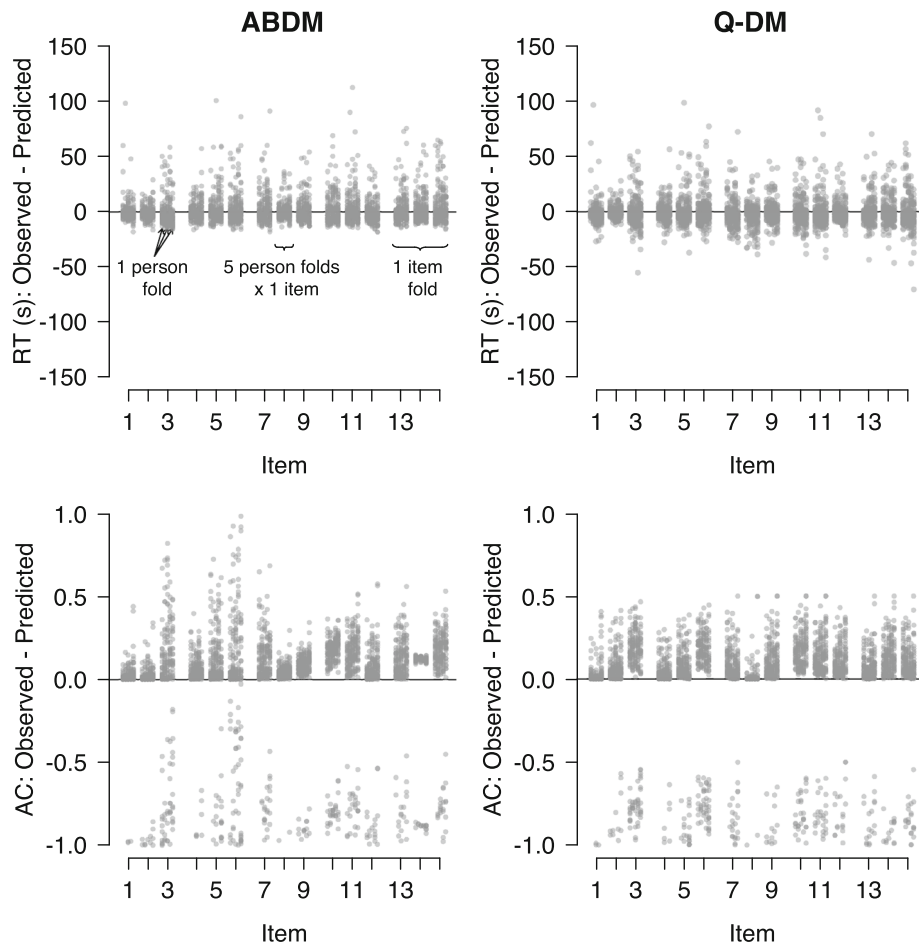 ABDM
Q-DM
RT (s): Observed - Predicted
150
100
50
0
-50
-100
-150
1 person
fold
5 person folds
x 1 item
1 item
fold
1 3 5 7 9 11 13
Item
RT (s): Observed - Predicted
150
100
50
0
-50
-100
-150
1 3 5 7 9 11 13
Item
AC: Observed - Predicted
1.0
0.5
0.0
-0.5
-1.0
1 3 5 7 9 11 13
Item
AC: Observed - Predicted
1.0
0.5
0.0
-0.5
-1.0
1 3 5 7 9 11 13
Item